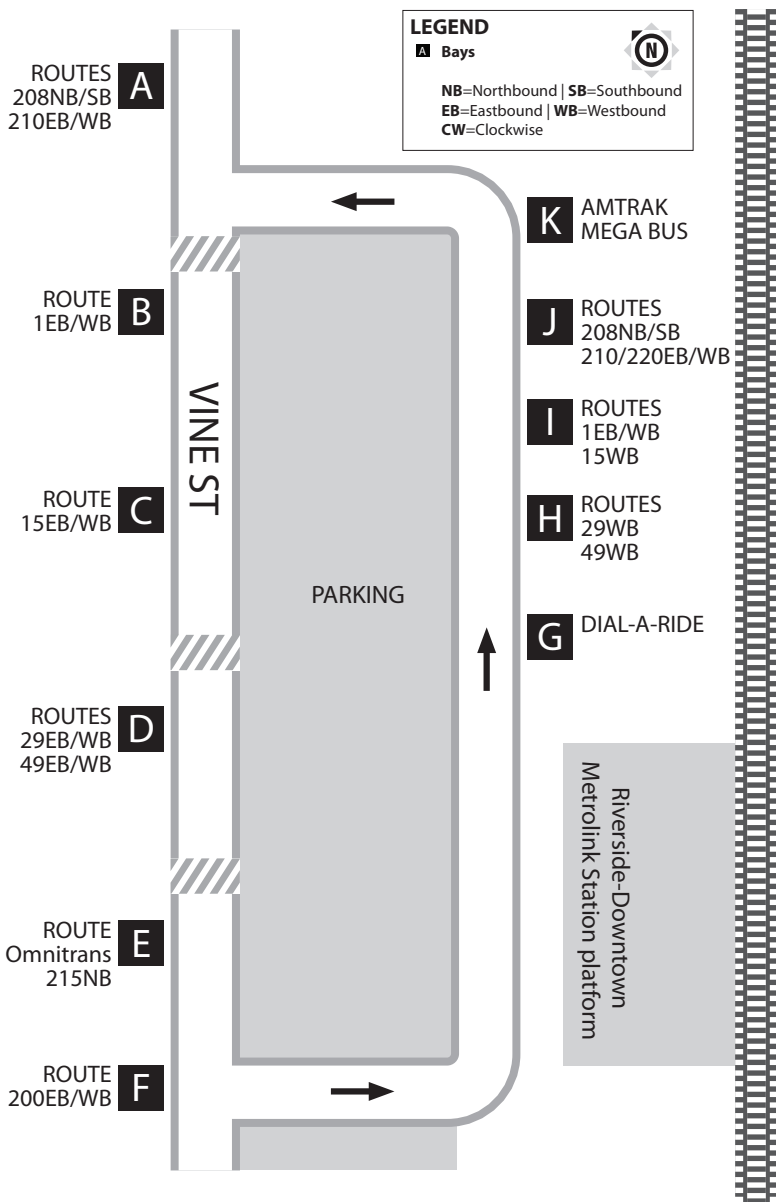 LEGEND
A Bays
N
NB=Northbound | SB=Southbound
EB=Eastbound | WB=Westbound
CW=Clockwise
ROUTES
208NB/SB
210EB/WB
A
ROUTE
1EB/WB
B
VINE ST
ROUTE
15EB/WB
C
ROUTES
29EB/WB
49EB/WB
D
ROUTE
Omnitrans
215NB
E
ROUTE
200EB/WB
F
PARKING
K
AMTRAK
MEGA BUS
J
ROUTES
208NB/SB
210/220EB/WB
I
ROUTES
1EB/WB
15WB
H
ROUTES
29WB
49WB
G
DIAL-A-RIDE
Riverside-Downtown
Metrolink Station platform